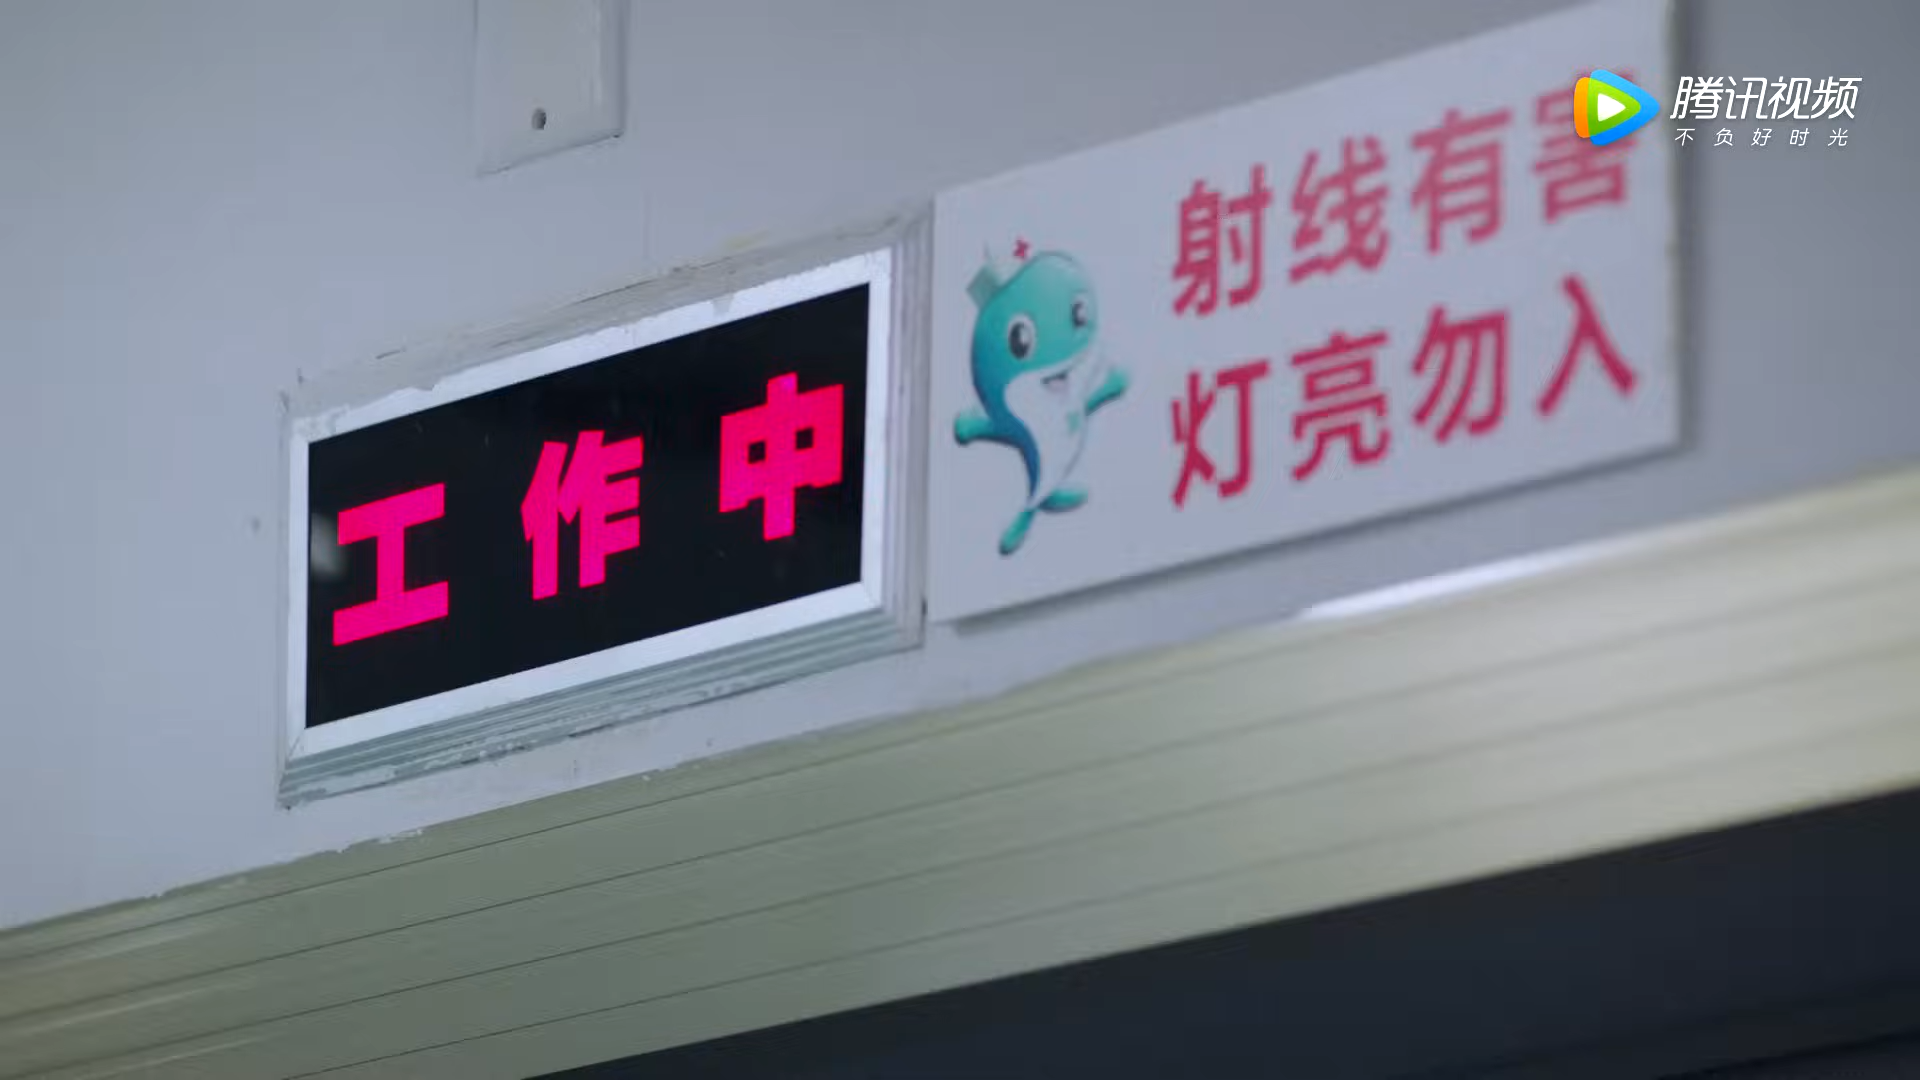 腾讯视频
不负好时光
射线有害
灯亮勿入
工作中